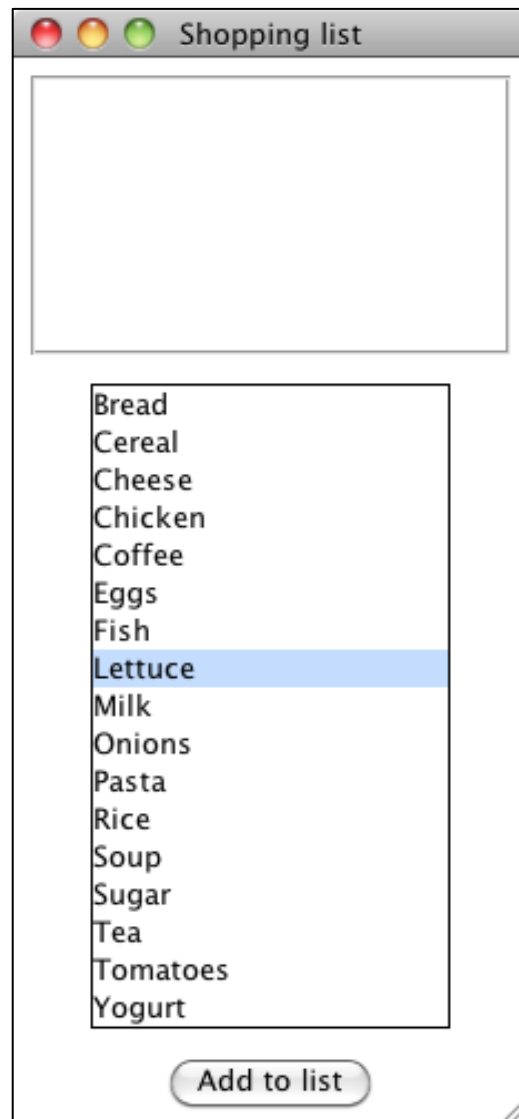 Shopping list
Bread
Cereal
Cheese
Chicken
Coffee
Eggs
Fish
Lettuce
Milk
Onions
Pasta
Rice
Soup
Sugar
Tea
Tomatoes
Yogurt
Add to list